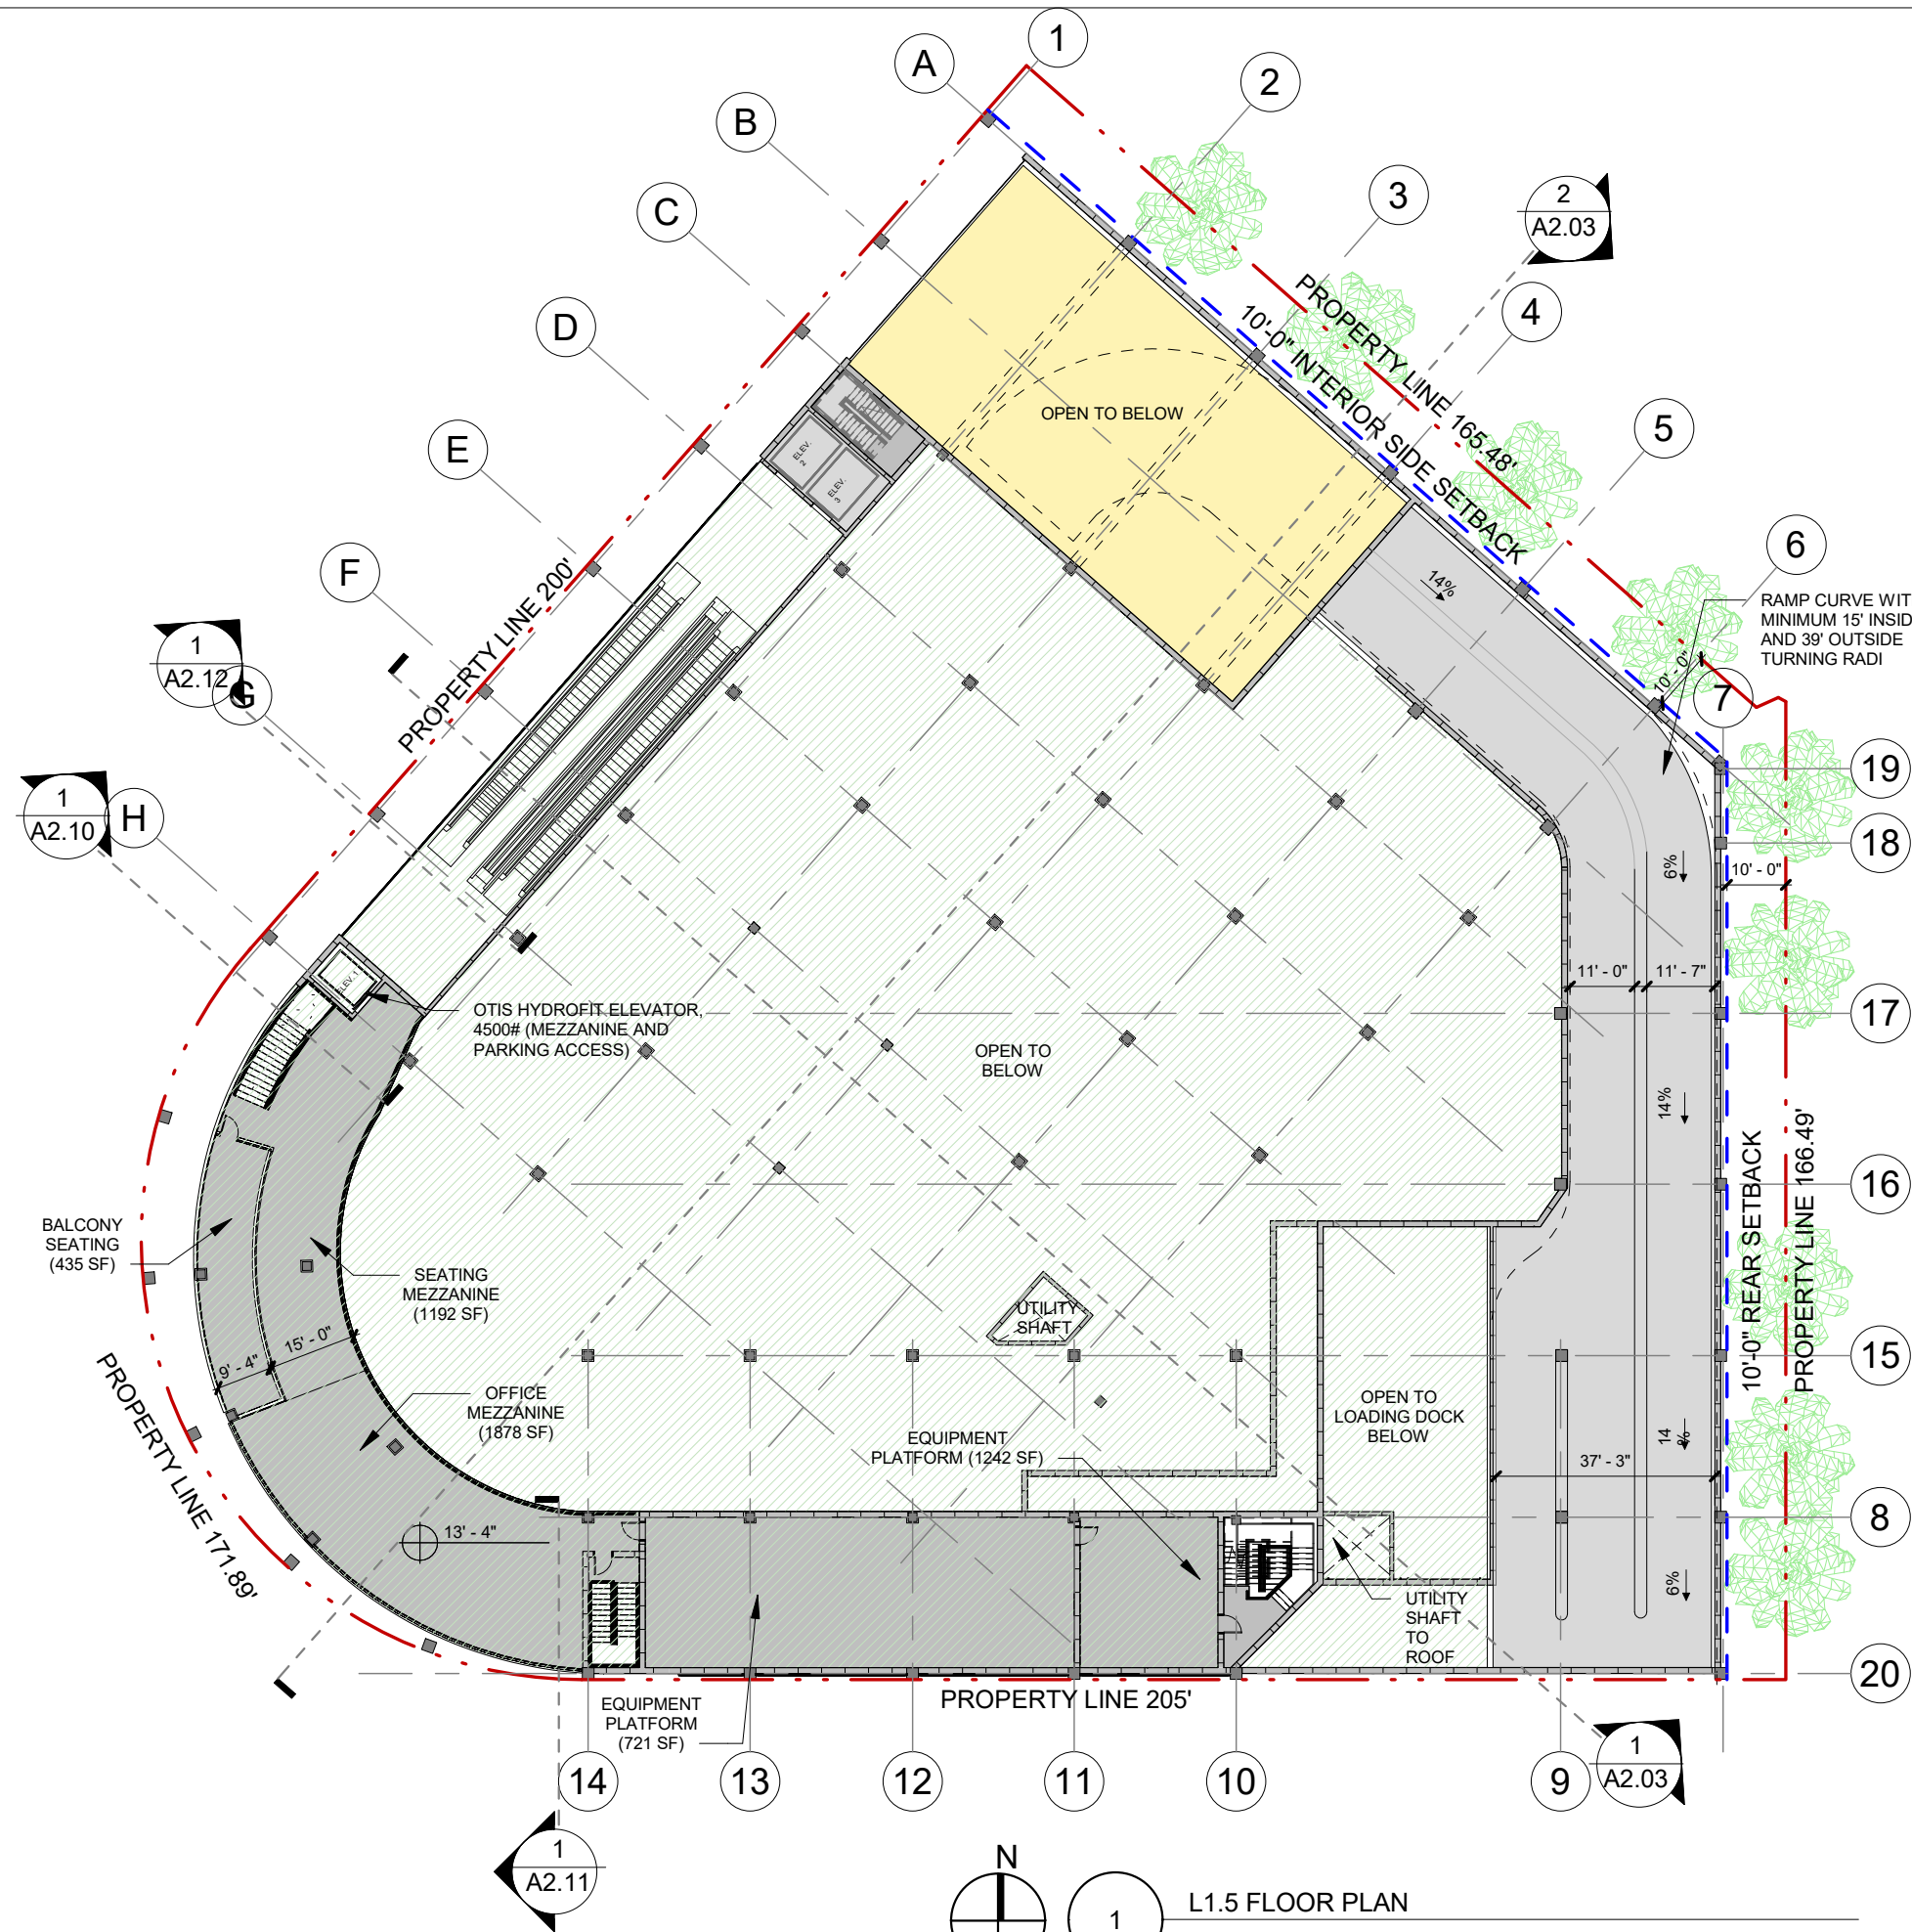 1
A
2
B
3
2
A2.03
C
4
D
5
E
6
F
PROPERTY LINE 165.48'
10'-0" INTERIOR SIDE SETBACK
OPEN TO BELOW
ELEV.
2
ELEV.
3
14%
RAMP CURVE WIT
MINIMUM 15' INSID
AND 39' OUTSIDE
TURNING RADI
10' - 0"
7
PROPERTY LINE 200'
1
A2.12
G
19
1
A2.10
H
18
6%
10' - 0"
11' - 0"
11' - 7"
ELEV. 1
OTIS HYDROFIT ELEVATOR,
4500# (MEZZANINE AND
PARKING ACCESS)
17
OPEN TO
BELOW
14%
16
10'-0" REAR SETBACK
PROPERTY LINE 166.49'
BALCONY
SEATING
(435 SF)
SEATING
MEZZANINE
(1192 SF)
UTILITY
SHAFT
15' - 0"
9' - 4"
15
PROPERTY LINE 171.89'
OFFICE
MEZZANINE
(1878 SF)
EQUIPMENT
PLATFORM (1242 SF)
OPEN TO
LOADING DOCK
BELOW
14
%
37' - 3"
13' - 4"
8
6%
UTILITY
SHAFT
TO
ROOF
20
PROPERTY LINE 205'
EQUIPMENT
PLATFORM
(721 SF)
14
13
12
11
10
9
1
A2.03
1
A2.11
N
1
L1.5 FLOOR PLAN